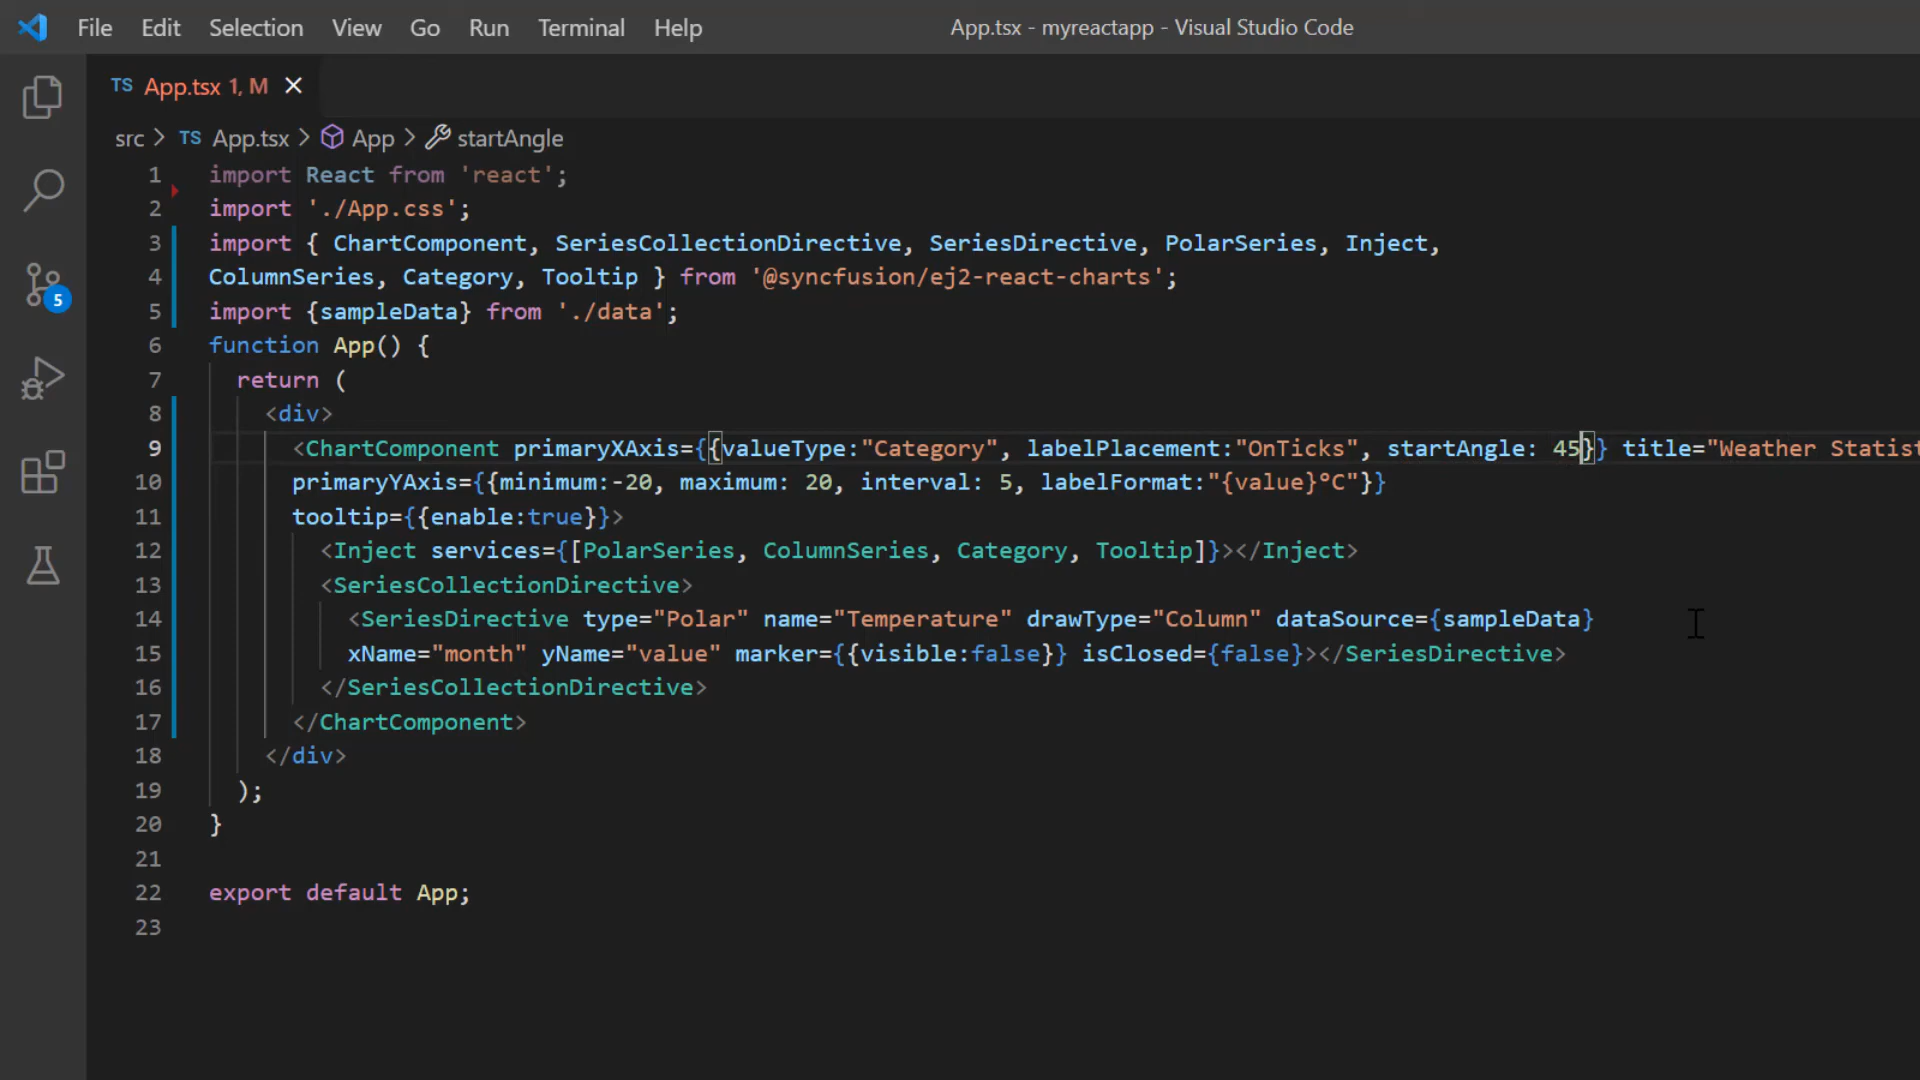 File Edit Selection View Go Run Terminal Help App.tsx - myreactapp - Visual Studio Code
TS App.tsx 1, M
src > TS App.tsx > App > startAngle
1 import React from 'react';
2 import './App.css';
3 import { ChartComponent, SeriesCollectionDirective, SeriesDirective, PolarSeries, Inject,
4 ColumnSeries, Category, Tooltip } from '@syncfusion/ej2-react-charts';
5 import {sampleData} from './data';
6 function App() {
7 return (
8 <div>
9 <ChartComponent primaryXAxis={{valueType:"Category", labelPlacement:"OnTicks", startAngle: 45}} title="Weather Statist
10 primaryYAxis={{minimum:-20, maximum: 20, interval: 5, labelFormat:"{value}°C"}}
11 tooltip={{enable:true}}>
12 <Inject services={[PolarSeries, ColumnSeries, Category, Tooltip]}></Inject>
13 <SeriesCollectionDirective>
14 <SeriesDirective type="Polar" name="Temperature" drawType="Column" dataSource={sampleData}
15 xName="month" yName="value" marker={{visible:false}} isClosed={false}></SeriesDirective>
16 </SeriesCollectionDirective>
17 </ChartComponent>
18 </div>
19 );
20 }
21
22 export default App;
23
5